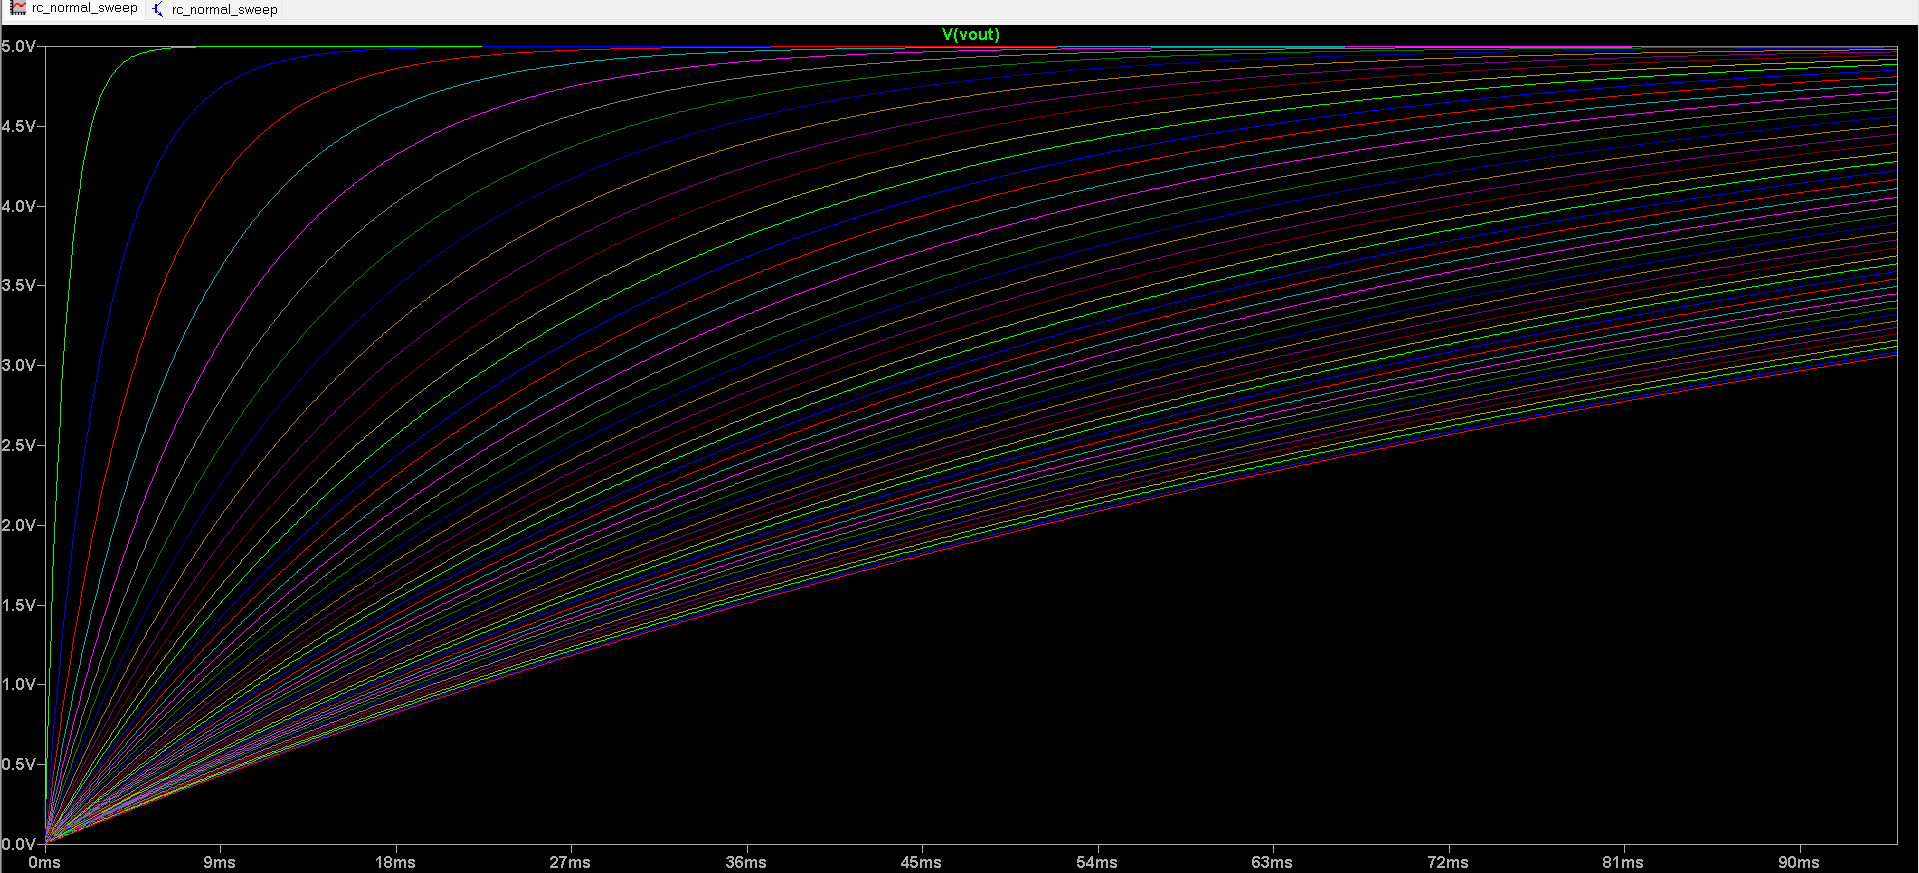 rc_normal_sweep rc_normal_sweep
V(vout)
5.0V
4.5V
4.0V
3.5V
3.0V
2.5V
2.0V
1.5V
1.0V
0.5V
0.0V
0ms 9ms 18ms 27ms 36ms 45ms 54ms 63ms 72ms 81ms 90ms